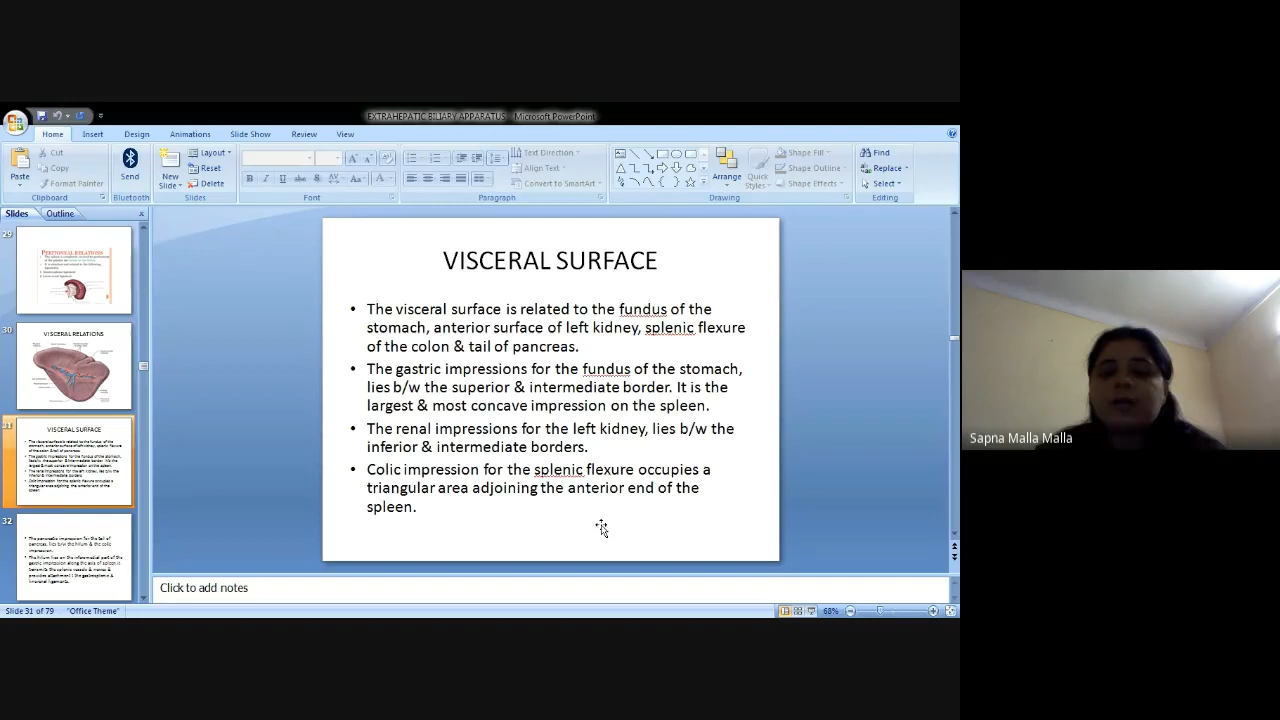 EXTRAHEPATIC BILIARY APPARATUS - Microsoft PowerPoint
Home Insert Design Animations Slide Show Review View
Cut
Copy
Format Painter
Paste
Clipboard
Send
Bluetooth
New
Slide
Layout
Reset
Delete
Slides
Font
Text Direction
Align Text
Convert to SmartArt
Paragraph
Arrange
Quick
Styles
Shape Fill
Shape Outline
Shape Effects
Drawing
Find
Replace
Select
Editing
Slides Outline
29
PERITONEAL RELATIONS
30
VISCERAL RELATIONS
31
VISCERAL SURFACE
32
VISCERAL SURFACE
• The visceral surface is related to the fundus of the
stomach, anterior surface of left kidney, splenic flexure
of the colon & tail of pancreas.
• The gastric impressions for the fundus of the stomach,
lies b/w the superior & intermediate border. It is the
largest & most concave impression on the spleen.
• The renal impressions for the left kidney, lies b/w the
inferior & intermediate borders.
• Colic impression for the splenic flexure occupies a
triangular area adjoining the anterior end of the
spleen.
Click to add notes
Slide 31 of 79 "Office Theme" 68%
Sapna Malla Malla